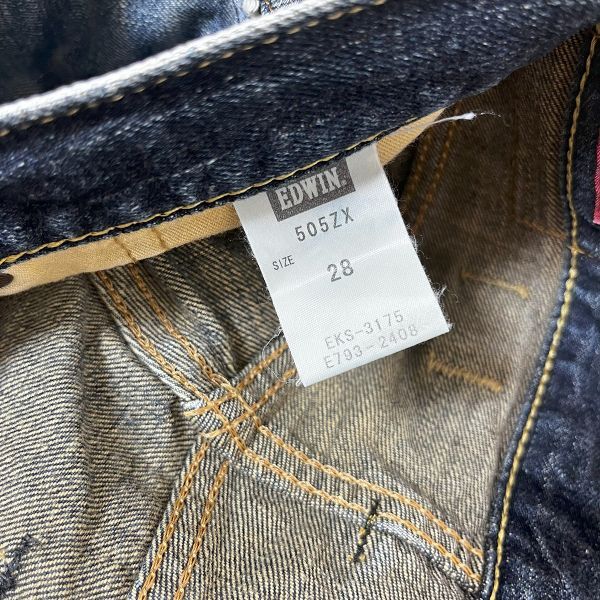 EDWIN.
505ZX
SIZE 28
EKS-3175
E793-2408